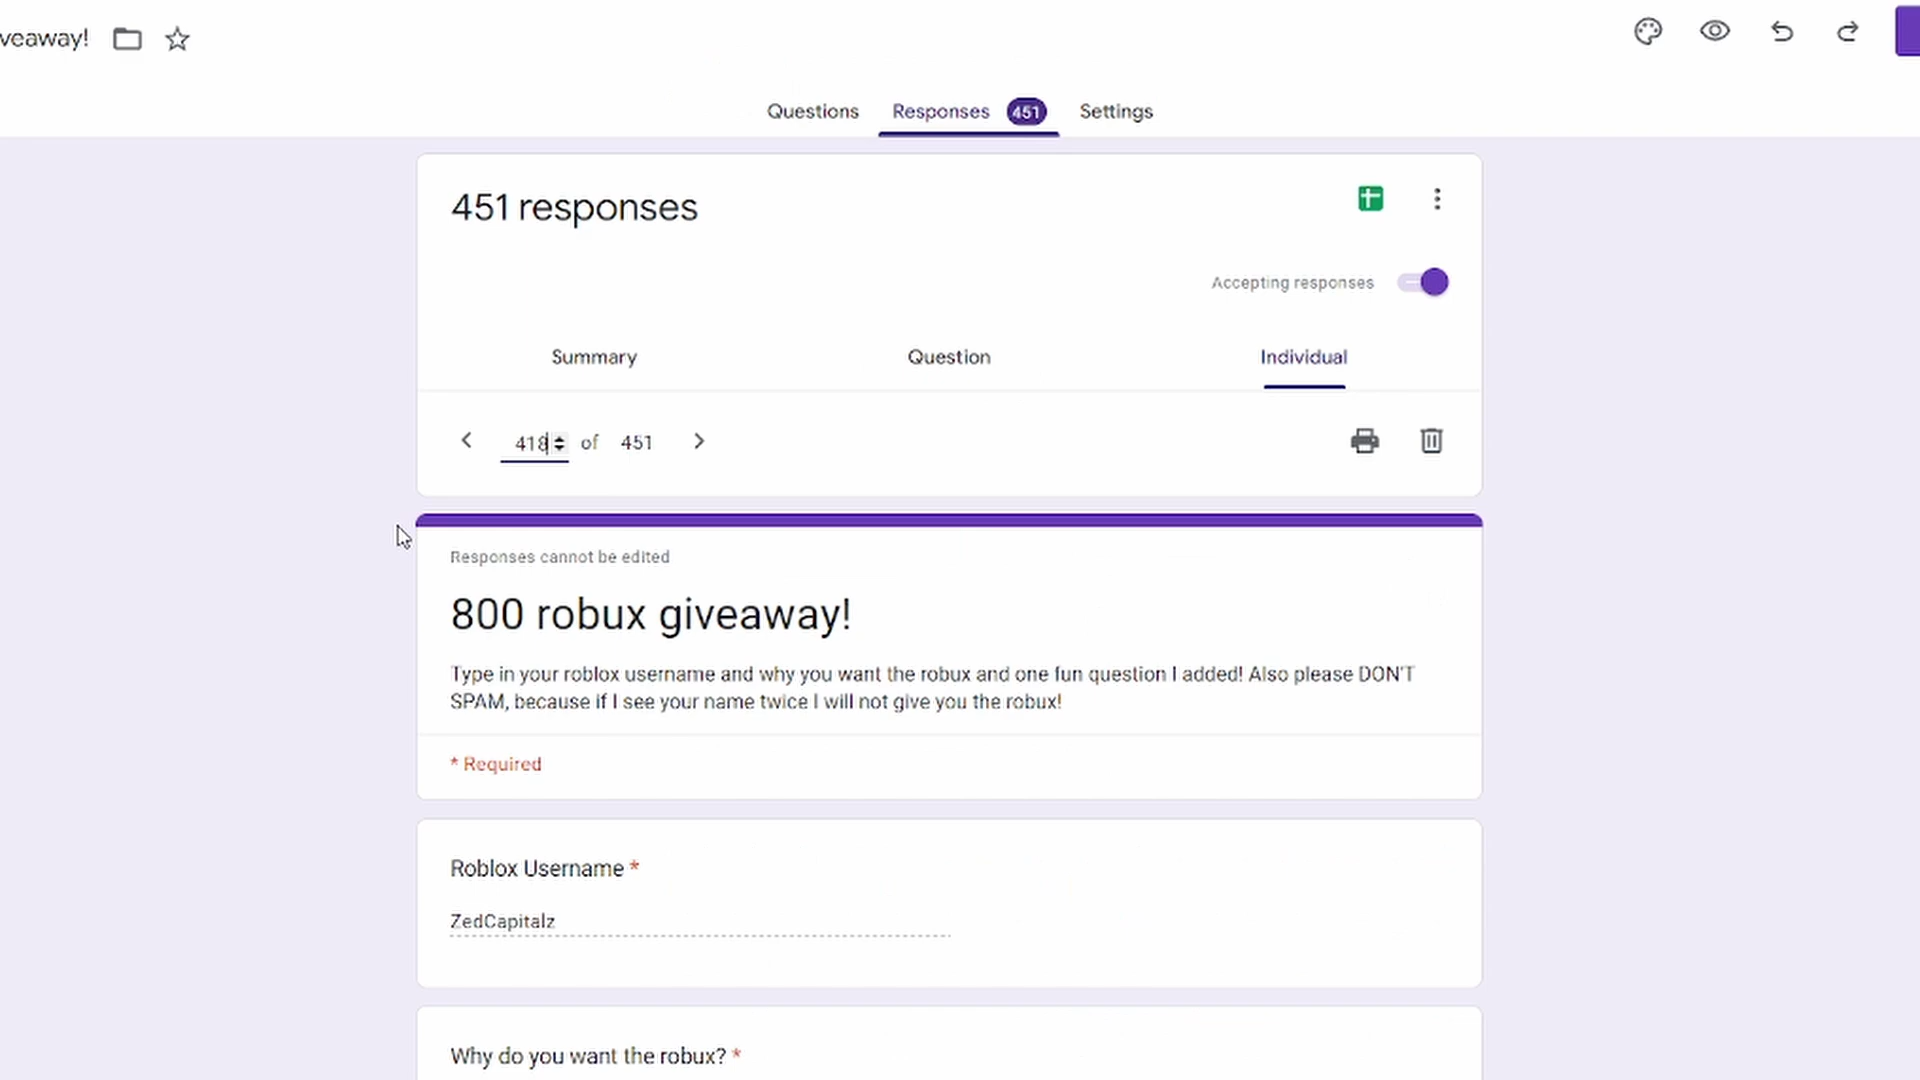 veaway!
Questions Responses 451 Settings
451 responses
Accepting responses
Summary Question Individual
418 of 451
Responses cannot be edited
800 robux giveaway!
Type in your roblox username and why you want the robux and one fun question I added! Also please DON'T
SPAM, because if I see your name twice I will not give you the robux!
* Required
Roblox Username *
ZedCapitalz
Why do you want the robux? *